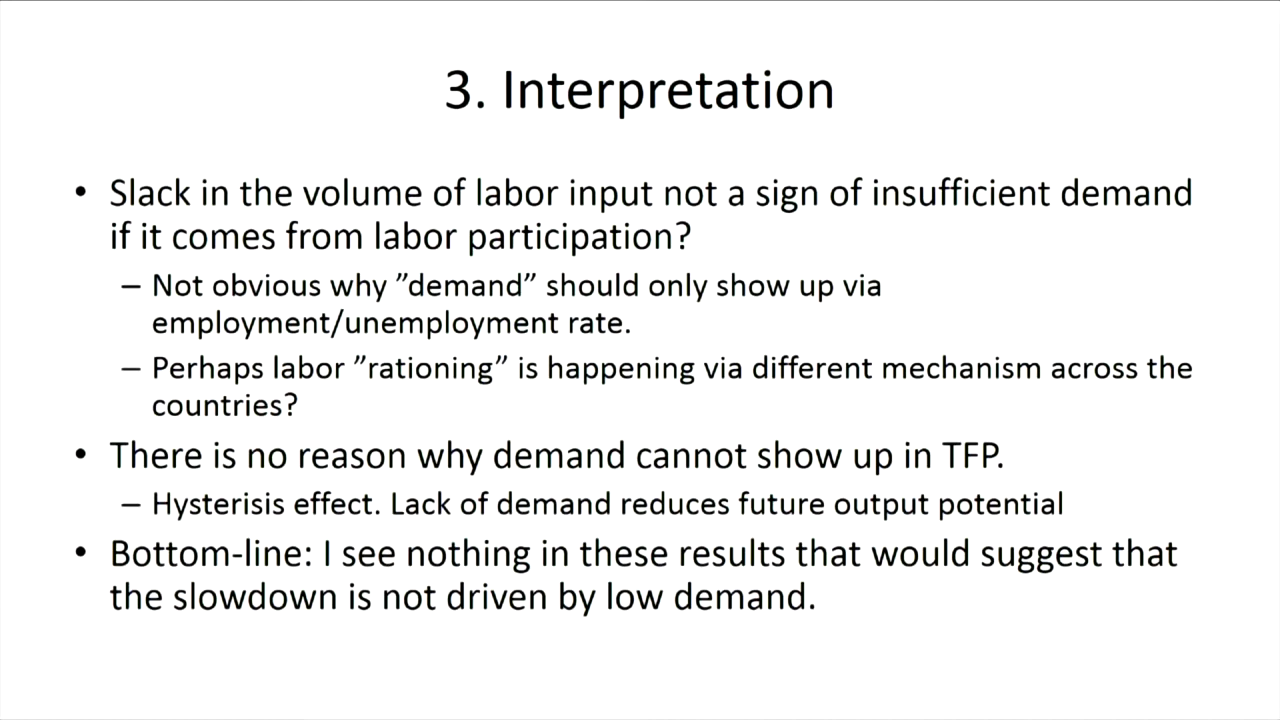 3. Interpretation
• Slack in the volume of labor input not a sign of insufficient demand
if it comes from labor participation?
– Not obvious why ”demand” should only show up via
employment/unemployment rate.
– Perhaps labor ”rationing” is happening via different mechanism across the
countries?
• There is no reason why demand cannot show up in TFP.
– Hysterisis effect. Lack of demand reduces future output potential
• Bottom-line: I see nothing in these results that would suggest that
the slowdown is not driven by low demand.